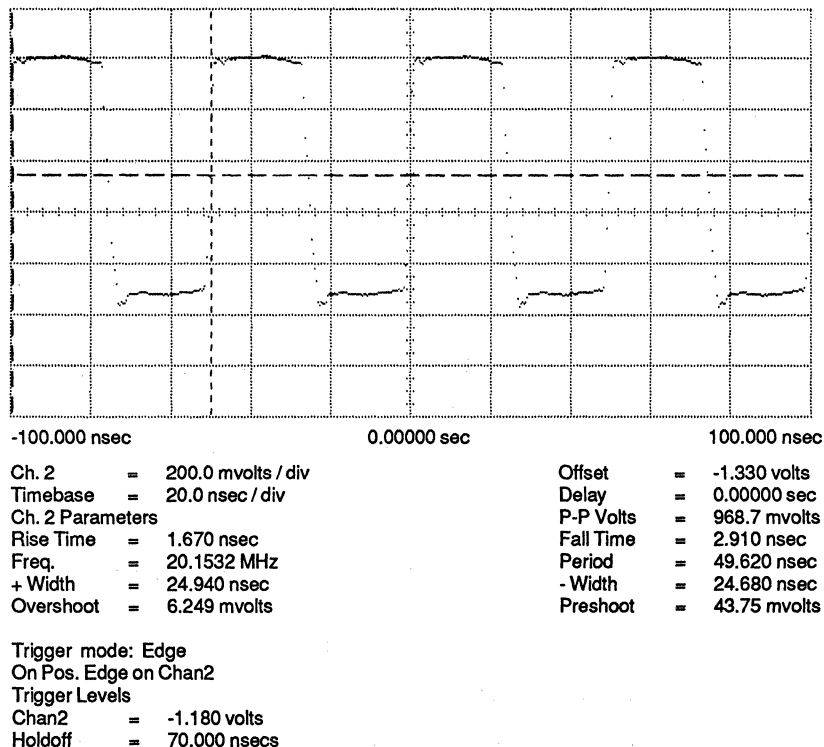 -100.000 nsec 0.00000 sec 100.000 nsec
Ch. 2 = 200.0 mvolts / div Offset = -1.330 volts
Timebase = 20.0 nsec / div Delay = 0.00000 sec
Ch. 2 Parameters P-P Volts = 968.7 mvolts
Rise Time = 1.670 nsec Fall Time = 2.910 nsec
Freq. = 20.1532 MHz Period = 49.620 nsec
+ Width = 24.940 nsec - Width = 24.680 nsec
Overshoot = 6.249 mvolts Preshoot = 43.75 mvolts
Trigger mode: Edge
On Pos. Edge on Chan2
Trigger Levels
Chan2 = -1.180 volts
Holdoff = 70.000 nsecs